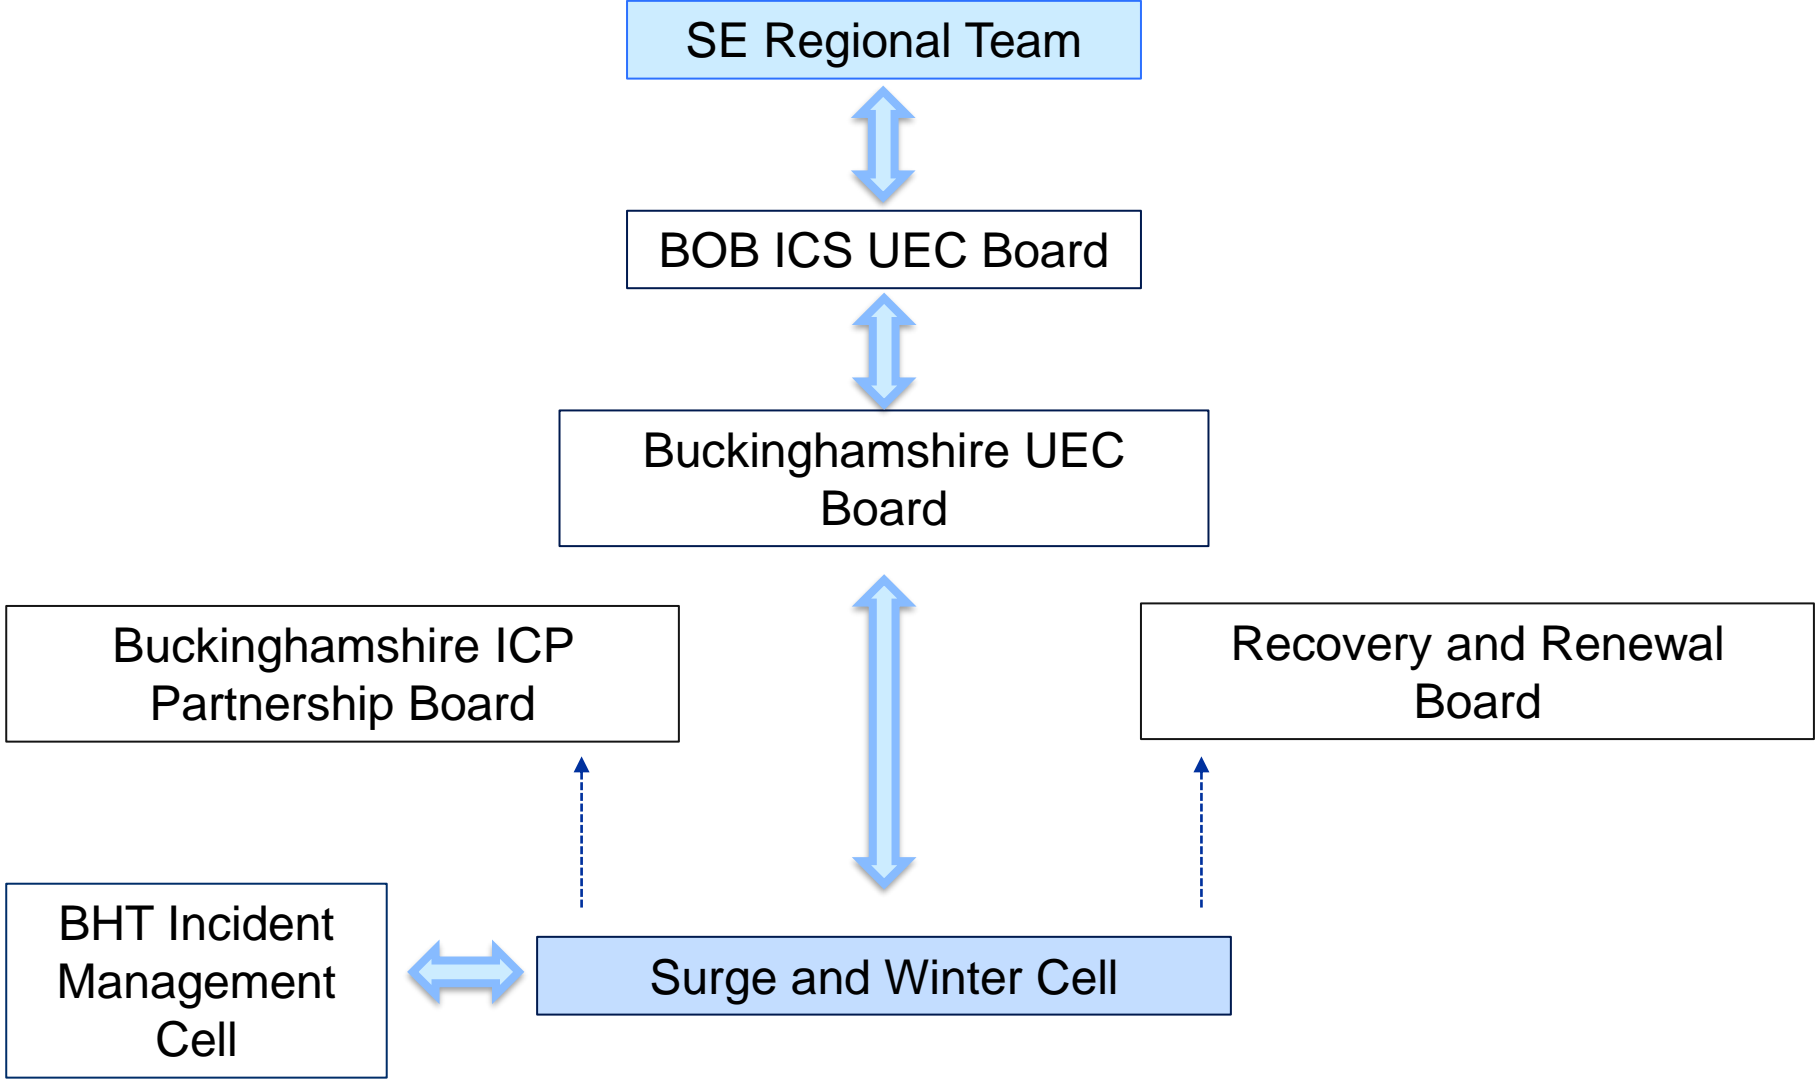 SE Regional Team
BOB ICS UEC Board
Buckinghamshire UEC
Board
Buckinghamshire ICP
Partnership Board
Recovery and Renewal
Board
BHT Incident
Management
Cell
Surge and Winter Cell